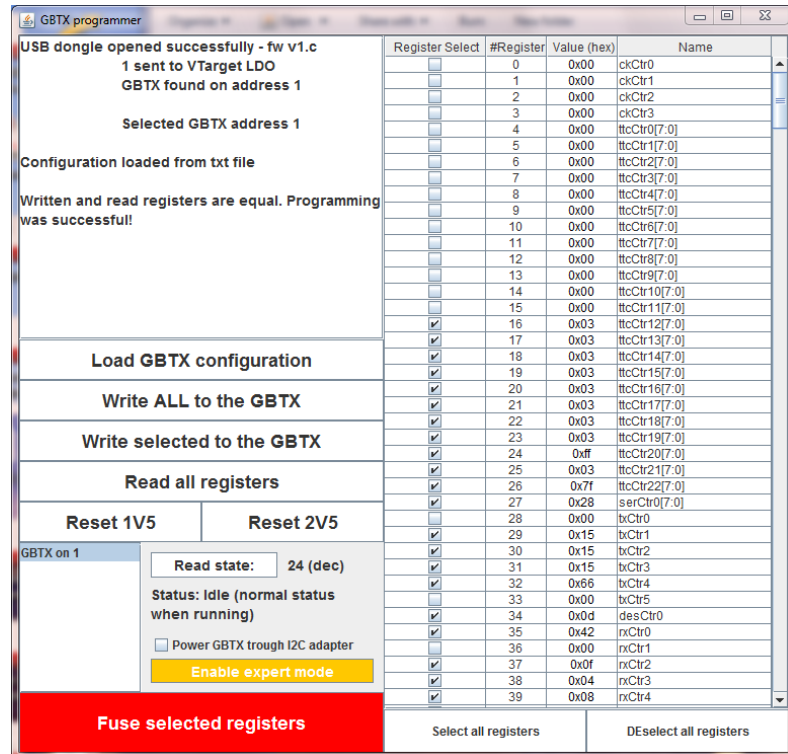 GBTX programmer
USB dongle opened successfully - fw v1.c
1 sent to VTarget LDO
GBTX found on address 1
Selected GBTX address 1
Configuration loaded from txt file
Written and read registers are equal. Programming
was successful!
Load GBTX configuration
Write ALL to the GBTX
Write selected to the GBTX
Read all registers
Reset 1V5 Reset 2V5
GBTX on 1
Read state: 24 (dec)
Status: Idle (normal status
when running)
Power GBTX trough I2C adapter
Enable expert mode
Fuse selected registers
Register Select #Register Value (hex) Name
0 0x00 ckCtr0
1 0x00 ckCtr1
2 0x00 ckCtr2
3 0x00 ckCtr3
4 0x00 ttcCtr0[7:0]
5 0x00 ttcCtr1[7:0]
6 0x00 ttcCtr2[7:0]
7 0x00 ttcCtr3[7:0]
8 0x00 ttcCtr4[7:0]
9 0x00 ttcCtr5[7:0]
10 0x00 ttcCtr6[7:0]
11 0x00 ttcCtr7[7:0]
12 0x00 ttcCtr8[7:0]
13 0x00 ttcCtr9[7:0]
14 0x00 ttcCtr10[7:0]
15 0x00 ttcCtr11[7:0]
16 0x03 ttcCtr12[7:0]
17 0x03 ttcCtr13[7:0]
18 0x03 ttcCtr14[7:0]
19 0x03 ttcCtr15[7:0]
20 0x03 ttcCtr16[7:0]
21 0x03 ttcCtr17[7:0]
22 0x03 ttcCtr18[7:0]
23 0x03 ttcCtr19[7:0]
24 0xff ttcCtr20[7:0]
25 0x03 ttcCtr21[7:0]
26 0x7f ttcCtr22[7:0]
27 0x28 serCtr0[7:0]
28 0x00 txCtr0
29 0x15 txCtr1
30 0x15 txCtr2
31 0x15 txCtr3
32 0x66 txCtr4
33 0x00 txCtr5
34 0x0d desCtr0
35 0x42 rxCtr0
36 0x00 rxCtr1
37 0x0f rxCtr2
38 0x04 rxCtr3
39 0x08 rxCtr4
Select all registers DEselect all registers